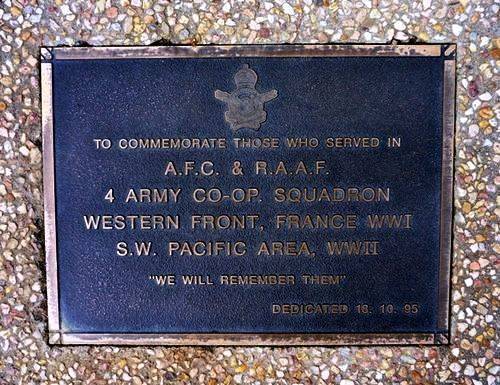 TO COMMEMORATE THOSE WHO SERVED IN
A.F.C. & R.A.A.F.
4 ARMY CO-OP. SQUADRON
WESTERN FRONT, FRANCE WWI
S.W. PACIFIC AREA, WWII
"WE WILL REMEMBER THEM"
DEDICATED 18. 10. 95